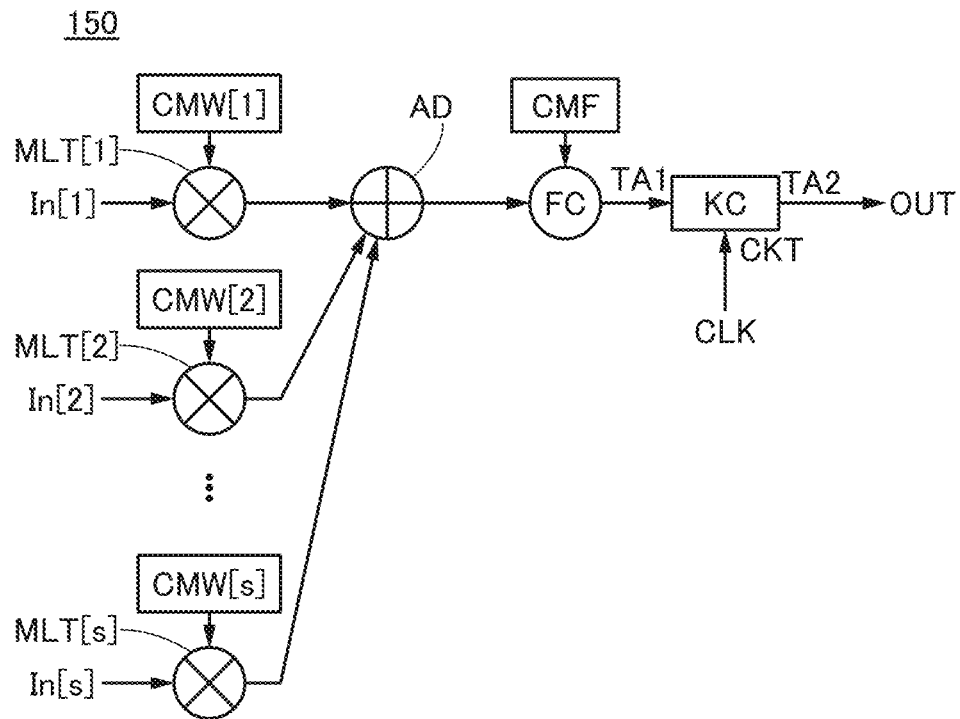 150
CMW[1]
AD
CMF
MLT[1]
In[1]
FC
TA1
KC
TA2
OUT
CKT
CLK
CMW[2]
MLT[2]
In[2]
CMW[s]
MLT[s]
In[s]